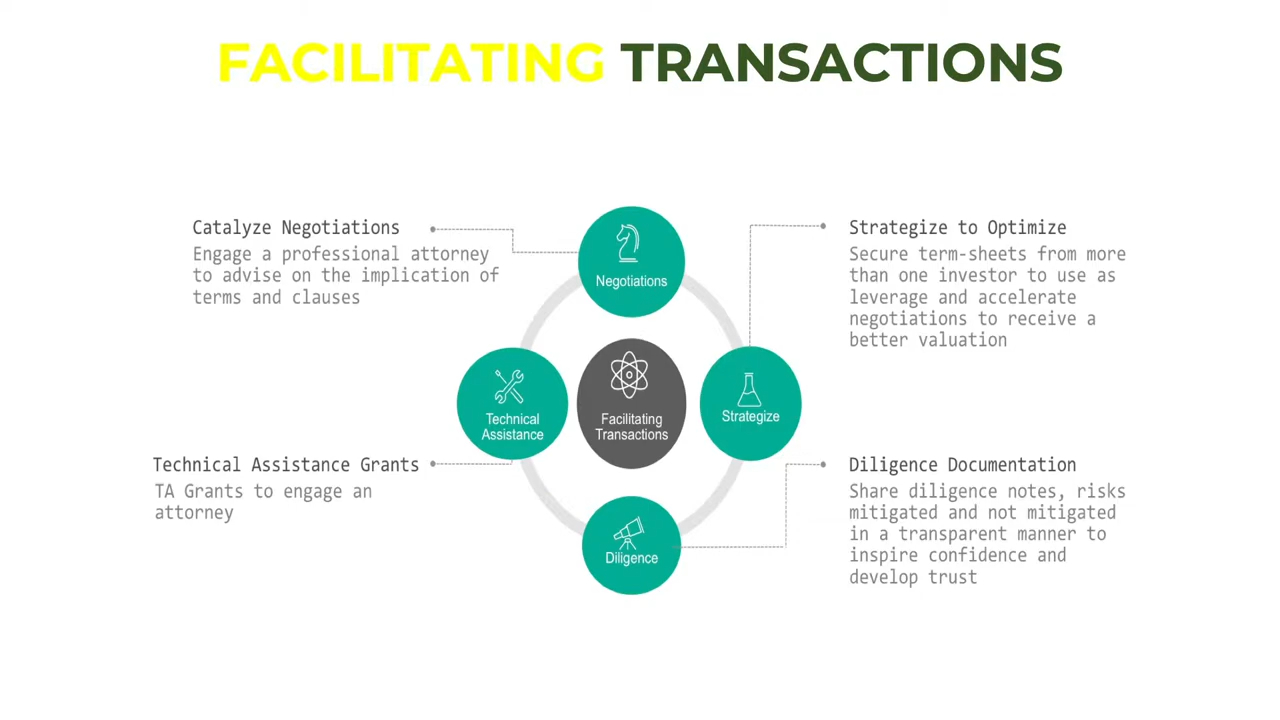 FACILITATING TRANSACTIONS
Catalyze Negotiations
Engage a professional attorney
to advise on the implication of
terms and clauses
Negotiations
Strategize to Optimize
Secure term-sheets from more
than one investor to use as
leverage and accelerate
negotiations to receive a
better valuation
Technical
Assistance
Facilitating
Transactions
Strategize
Technical Assistance Grants
TA Grants to engage an
attorney
Diligence
Diligence Documentation
Share diligence notes, risks
mitigated and not mitigated
in a transparent manner to
inspire confidence and
develop trust